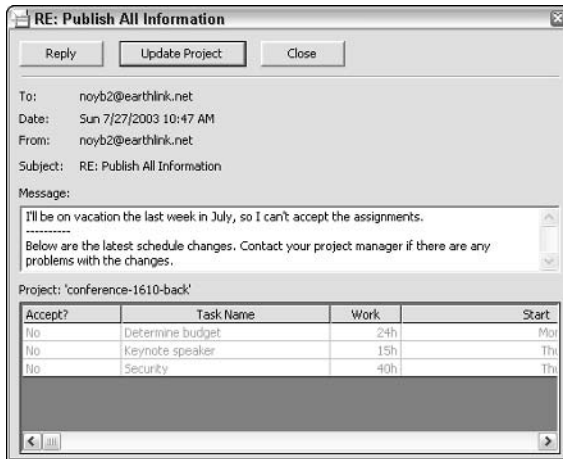 RE: Publish All Information
Reply Update Project Close
To: noyb2@earthlink.net
Date: Sun 7/27/2003 10:47 AM
From: noyb2@earthlink.net
Subject: RE: Publish All Information
Message:
I'll be on vacation the last week in July, so I can't accept the assignments.
----------
Below are the latest schedule changes. Contact your project manager if there are any
problems with the changes.
Project: 'conference-1610-back'
Accept? Task Name Work Start
No Determine budget 24h Mor
No Keynote speaker 15h Thu
No Security 40h Thu